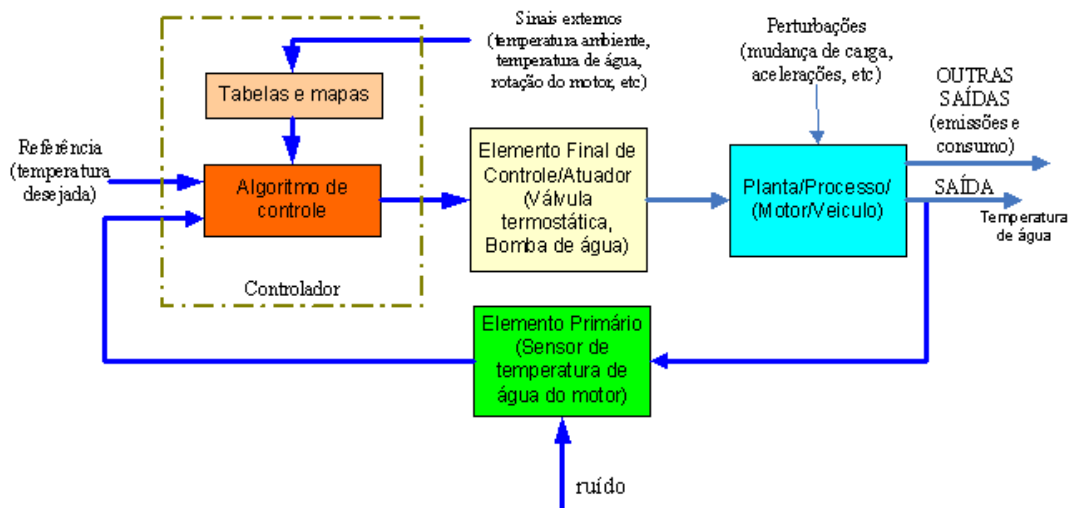 Sinais externos
(temperatura ambiente,
temperatura de água,
rotação do motor, etc)
Perturbações
(mudança de carga,
acelerações, etc)
OUTRAS
SAÍDAS
(emissões e
consumo)
Tabelas e mapas
Referência
(temperatura
desejada)
Algoritmo de
controle
Elemento Final de
Controle/Atuador
(Válvula
termostática,
Bomba de água)
Planta/Processo/
(Motor/Veiculo)
SAÍDA
Temperatura
de água
Controlador
Elemento Primário
(Sensor de
temperatura de
água do motor)
ruído